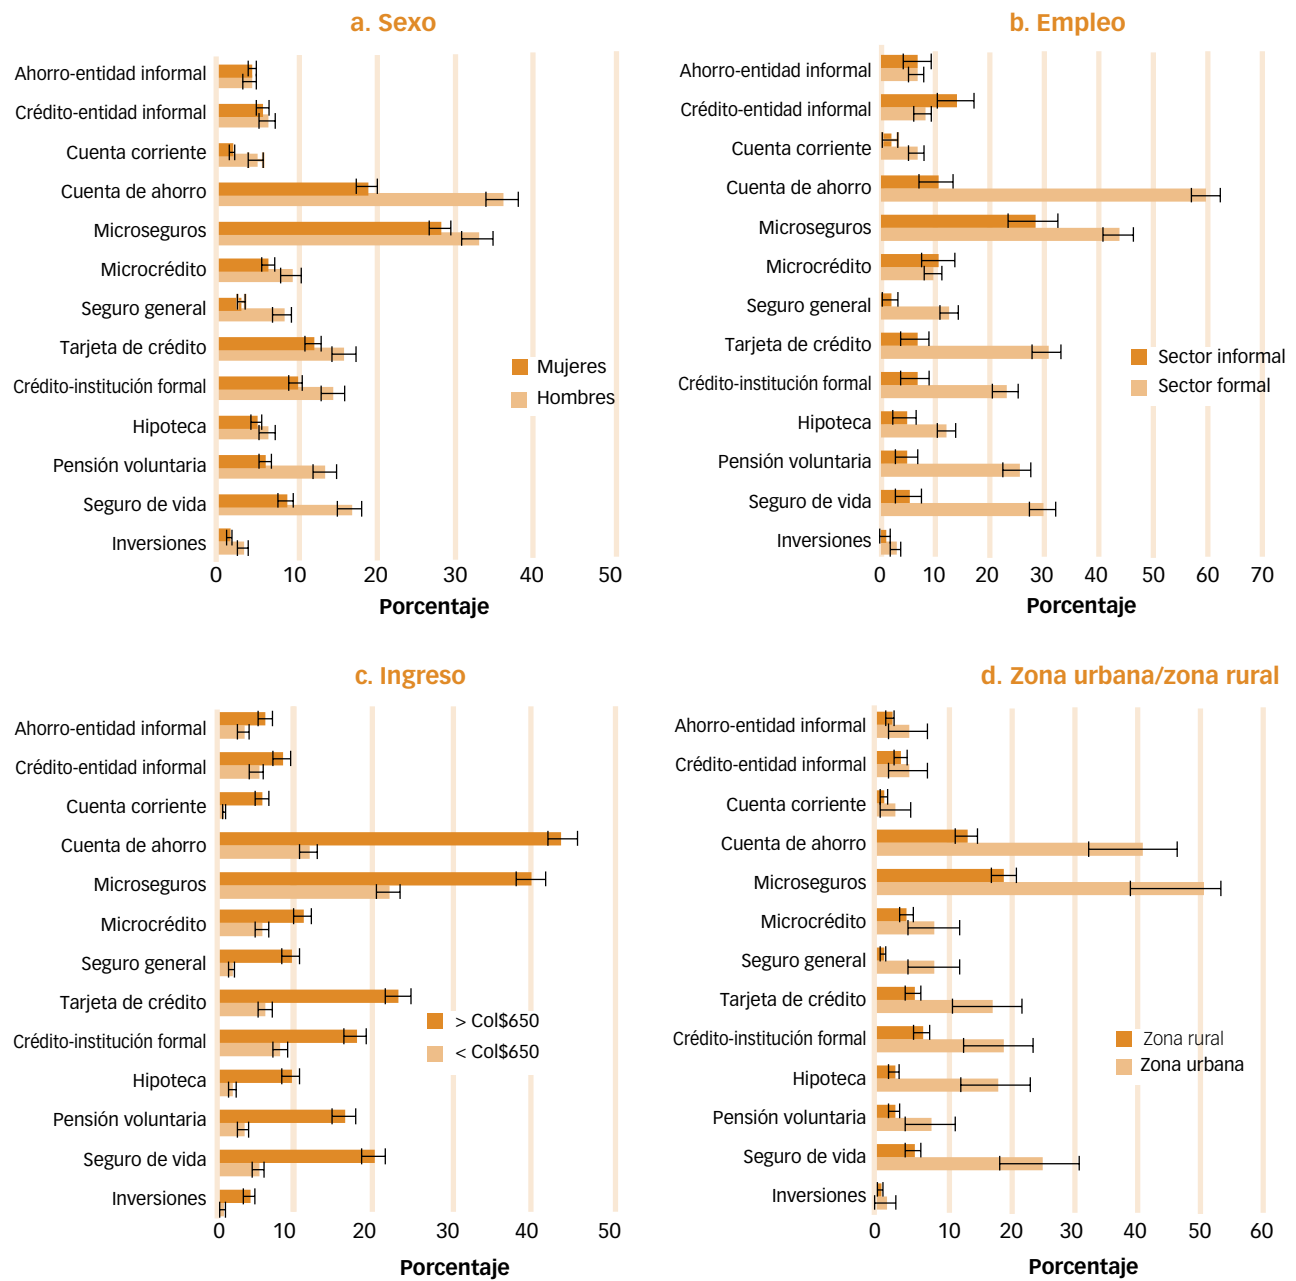 a. Sexo
Ahorro-entidad informal
Crédito-entidad informal
Cuenta corriente
Cuenta de ahorro
Microseguros
Microcrédito
Seguro general
Tarjeta de crédito
Crédito-institución formal
Hipoteca
Pensión voluntaria
Seguro de vida
Inversiones
Mujeres
Hombres
0 10 20 30 40 50
Porcentaje
b. Empleo
Ahorro-entidad informal
Crédito-entidad informal
Cuenta corriente
Cuenta de ahorro
Microseguros
Microcrédito
Seguro general
Tarjeta de crédito
Crédito-institución formal
Hipoteca
Pensión voluntaria
Seguro de vida
Inversiones
Sector informal
Sector formal
0 10 20 30 40 50 60 70
Porcentaje
c. Ingreso
Ahorro-entidad informal
Crédito-entidad informal
Cuenta corriente
Cuenta de ahorro
Microseguros
Microcrédito
Seguro general
Tarjeta de crédito
Crédito-institución formal
Hipoteca
Pensión voluntaria
Seguro de vida
Inversiones
> Col$650
< Col$650
0 10 20 30 40 50
Porcentaje
d. Zona urbana/zona rural
Ahorro-entidad informal
Crédito-entidad informal
Cuenta corriente
Cuenta de ahorro
Microseguros
Microcrédito
Seguro general
Tarjeta de crédito
Crédito-institución formal
Hipoteca
Pensión voluntaria
Seguro de vida
Inversiones
Zona rural
Zona urbana
0 10 20 30 40 50 60
Porcentaje